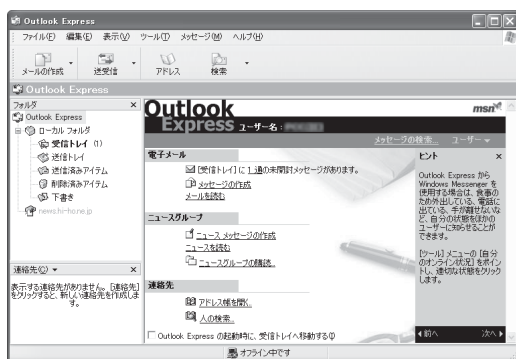 Outlook Express
ファイル(F) 編集(E) 表示(V) ツール(T) メッセージ(M) ヘルプ(H)
メールの作成 送受信 アドレス 検索
Outlook Express
フォルダ ×
Outlook Express
ローカル フォルダ
受信トレイ (1)
送信トレイ
送信済みアイテム
削除済みアイテム
下書き
news.hi-ho.ne.jp
連絡先(C) ×
表示する連絡先がありません。[連絡先]
をクリックすると、新しい連絡先を作成しま
す。
Outlook
Express ユーザー名:
msn
メッセージの検索... ユーザー
電子メール
[受信トレイ] に 1 通の未開封メッセージがあります。
メッセージの作成
メールを読む
ニュースグループ
ニュース メッセージの作成
ニュースを読む
ニュースグループの購読...
連絡先
アドレス帳を開く...
人の検索...
Outlook Express の起動時に、受信トレイへ移動する(I)
ヒント ×
Outlook Express から
Windows Messenger を
使用する場合は、食事の
ため外出している、電話に
出ている、手が離せないな
ど、自分の状態をほかの
ユーザーに知らせることが
できます。
[ツール] メニューの [自分
のオンライン状況] をポイン
トし、適切な状態をクリック
します。
前へ 次へ
オフライン中です